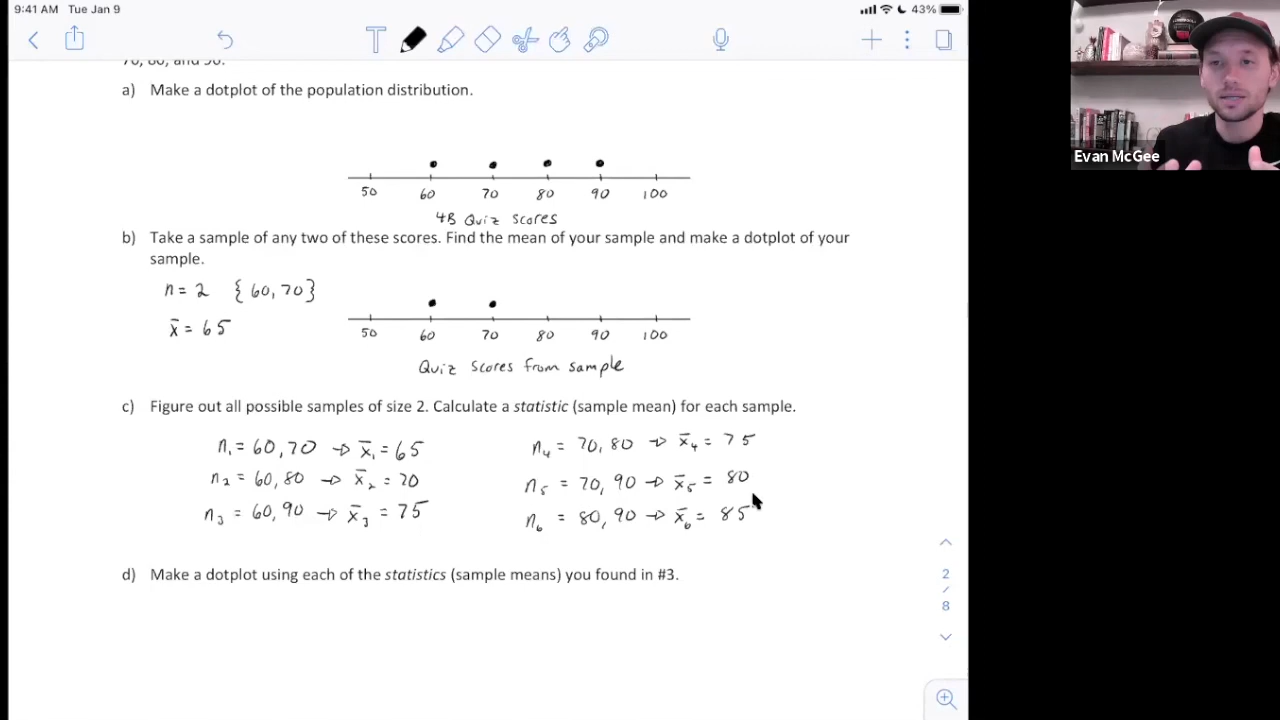 9:41 AM Tue Jan 9
43%
Evan McGee
70, 80, and 90.
a) Make a dotplot of the population distribution.
50 60 70 80 90 100
4B Quiz Scores
b) Take a sample of any two of these scores. Find the mean of your sample and make a dotplot of your
sample.
n = 2 {60, 70}
x̄ = 65
50 60 70 80 90 100
Quiz scores from sample
c) Figure out all possible samples of size 2. Calculate a statistic (sample mean) for each sample.
n₁ = 60, 70 → x̄₁ = 65
n₂ = 60, 80 → x̄₂ = 70
n₃ = 60, 90 → x̄₃ = 75
n₄ = 70, 80 → x̄₄ = 75
n₅ = 70, 90 → x̄₅ = 80
n₆ = 80, 90 → x̄₆ = 85
d) Make a dotplot using each of the statistics (sample means) you found in #3.
2
/
8